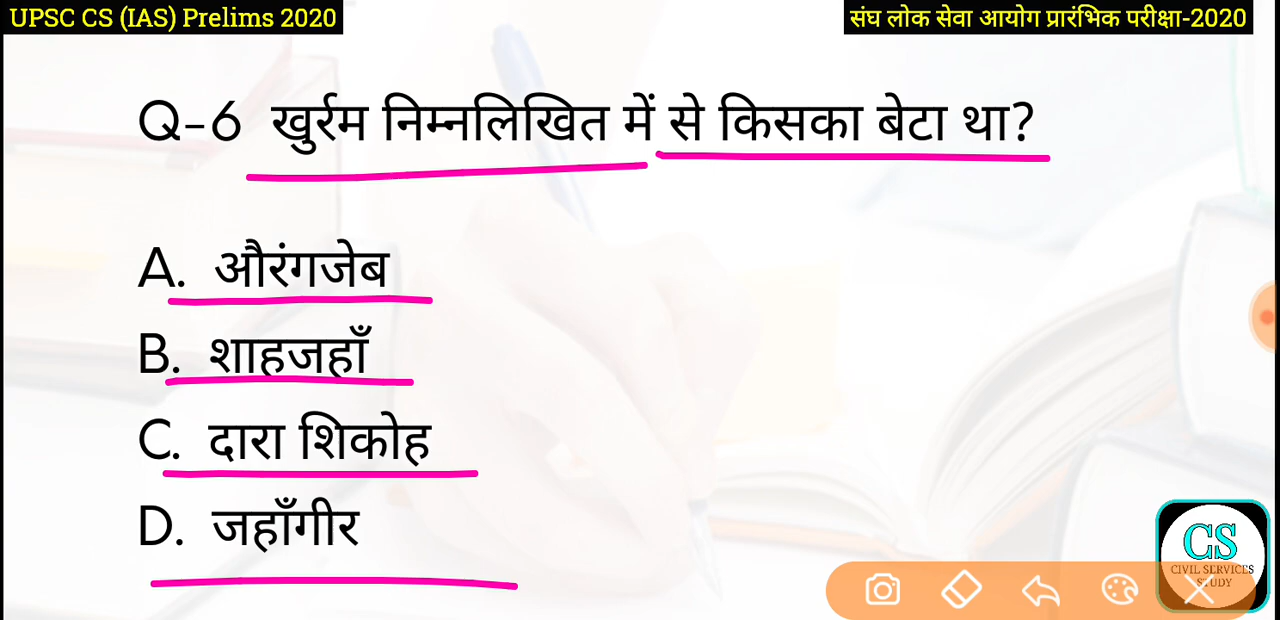 UPSC CS (IAS) Prelims 2020
संघ लोक सेवा आयोग प्रारंभिक परीक्षा-2020
Q-6 खुर्रम निम्नलिखित में से किसका बेटा था?
A. औरंगजेब
B. शाहजहाँ
C. दारा शिकोह
D. जहाँगीर
CS
CIVIL SERVICES
STUDY